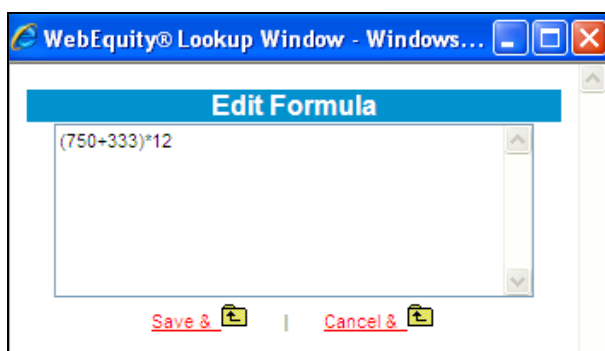 WebEquity® Lookup Window - Windows...
Edit Formula
(750+333)*12
Save & | Cancel &